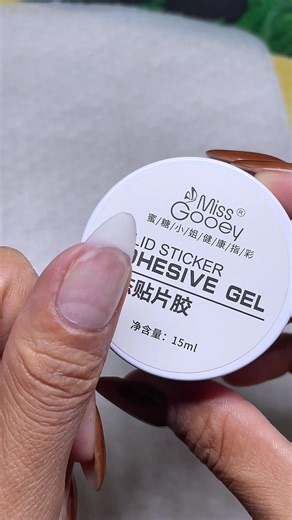 Miss
Gooey®
蜜/糖/小/姐/健/康/指/彩
LID STICKER
DHESIVE GEL
贴片胶
净含量：15ml